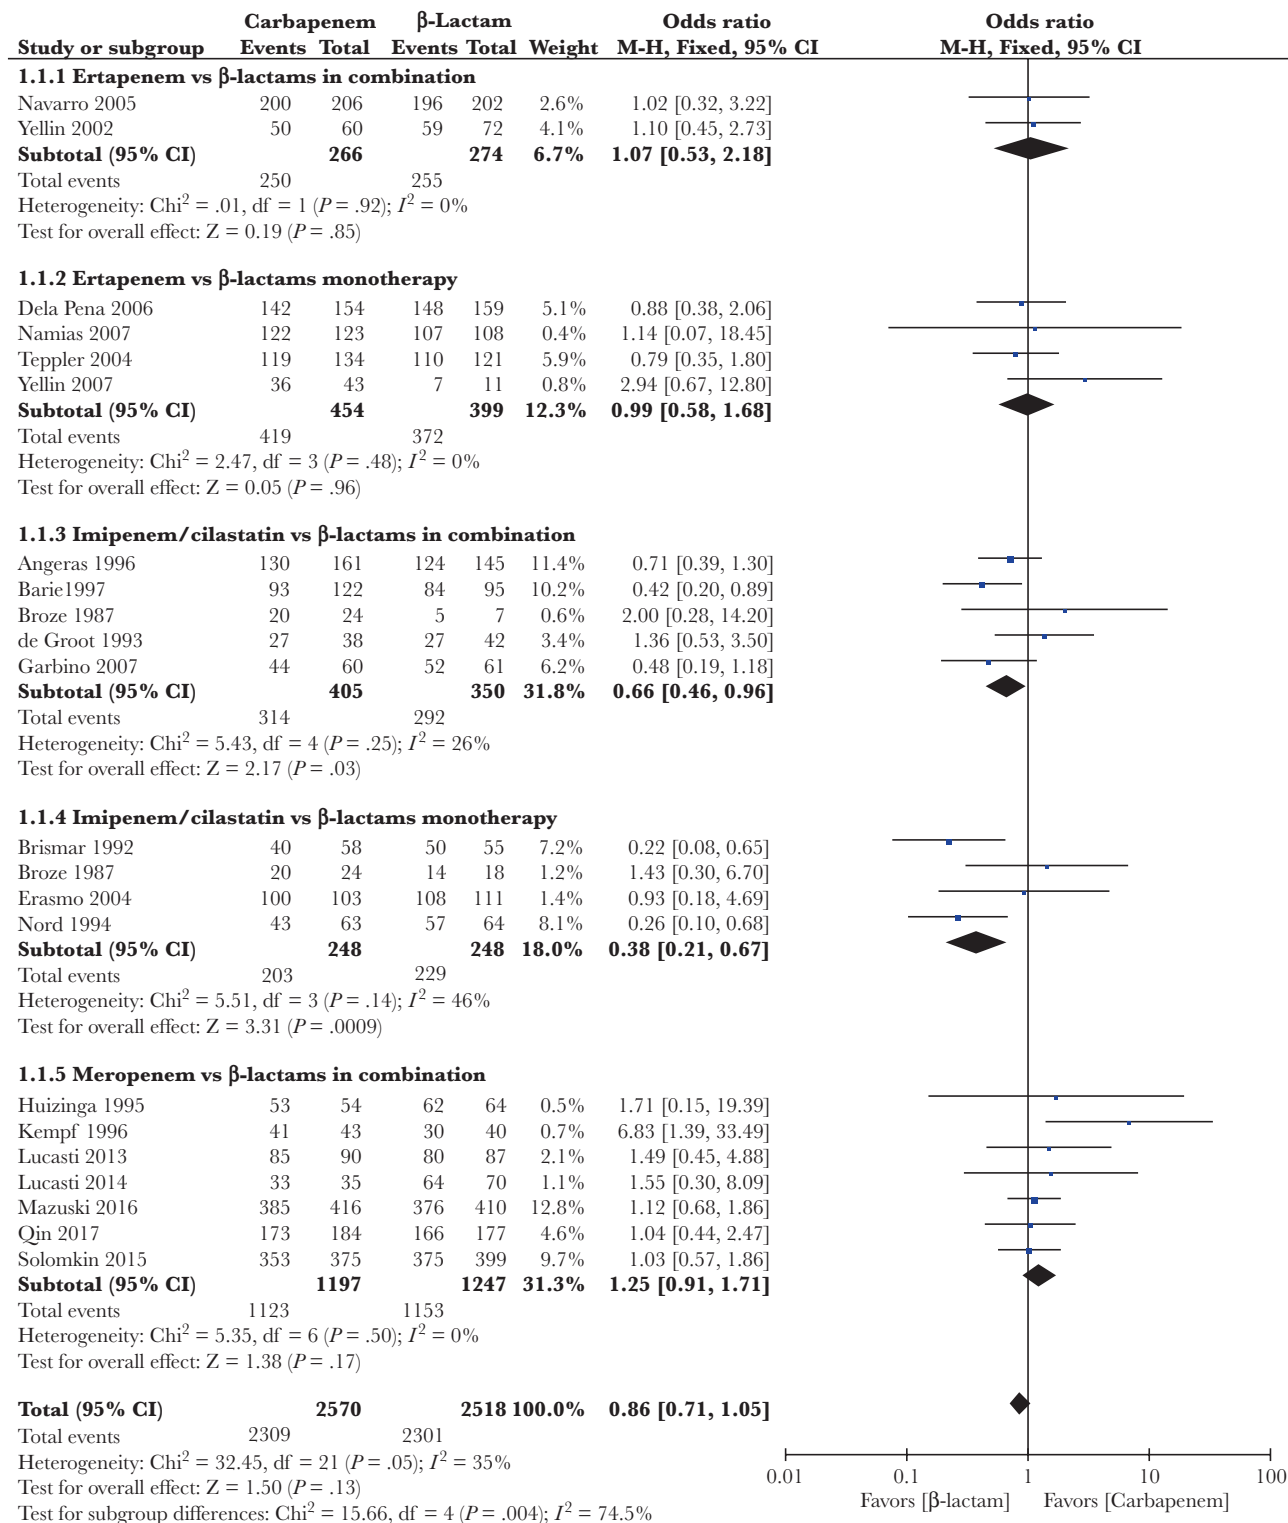 Carbapenem β-Lactam Odds ratio Odds ratio
Study or subgroup Events Total Events Total Weight M-H, Fixed, 95% CI M-H, Fixed, 95% CI
1.1.1 Ertapenem vs β-lactams in combination
Navarro 2005 200 206 196 202 2.6% 1.02 [0.32, 3.22]
Yellin 2002 50 60 59 72 4.1% 1.10 [0.45, 2.73]
Subtotal (95% CI) 266 274 6.7% 1.07 [0.53, 2.18]
Total events 250 255
Heterogeneity: Chi² = .01, df = 1 (P = .92); I² = 0%
Test for overall effect: Z = 0.19 (P = .85)
1.1.2 Ertapenem vs β-lactams monotherapy
Dela Pena 2006 142 154 148 159 5.1% 0.88 [0.38, 2.06]
Namias 2007 122 123 107 108 0.4% 1.14 [0.07, 18.45]
Teppler 2004 119 134 110 121 5.9% 0.79 [0.35, 1.80]
Yellin 2007 36 43 7 11 0.8% 2.94 [0.67, 12.80]
Subtotal (95% CI) 454 399 12.3% 0.99 [0.58, 1.68]
Total events 419 372
Heterogeneity: Chi² = 2.47, df = 3 (P = .48); I² = 0%
Test for overall effect: Z = 0.05 (P = .96)
1.1.3 Imipenem/cilastatin vs β-lactams in combination
Angeras 1996 130 161 124 145 11.4% 0.71 [0.39, 1.30]
Barie1997 93 122 84 95 10.2% 0.42 [0.20, 0.89]
Broze 1987 20 24 5 7 0.6% 2.00 [0.28, 14.20]
de Groot 1993 27 38 27 42 3.4% 1.36 [0.53, 3.50]
Garbino 2007 44 60 52 61 6.2% 0.48 [0.19, 1.18]
Subtotal (95% CI) 405 350 31.8% 0.66 [0.46, 0.96]
Total events 314 292
Heterogeneity: Chi² = 5.43, df = 4 (P = .25); I² = 26%
Test for overall effect: Z = 2.17 (P = .03)
1.1.4 Imipenem/cilastatin vs β-lactams monotherapy
Brismar 1992 40 58 50 55 7.2% 0.22 [0.08, 0.65]
Broze 1987 20 24 14 18 1.2% 1.43 [0.30, 6.70]
Erasmo 2004 100 103 108 111 1.4% 0.93 [0.18, 4.69]
Nord 1994 43 63 57 64 8.1% 0.26 [0.10, 0.68]
Subtotal (95% CI) 248 248 18.0% 0.38 [0.21, 0.67]
Total events 203 229
Heterogeneity: Chi² = 5.51, df = 3 (P = .14); I² = 46%
Test for overall effect: Z = 3.31 (P = .0009)
1.1.5 Meropenem vs β-lactams in combination
Huizinga 1995 53 54 62 64 0.5% 1.71 [0.15, 19.39]
Kempf 1996 41 43 30 40 0.7% 6.83 [1.39, 33.49]
Lucasti 2013 85 90 80 87 2.1% 1.49 [0.45, 4.88]
Lucasti 2014 33 35 64 70 1.1% 1.55 [0.30, 8.09]
Mazuski 2016 385 416 376 410 12.8% 1.12 [0.68, 1.86]
Qin 2017 173 184 166 177 4.6% 1.04 [0.44, 2.47]
Solomkin 2015 353 375 375 399 9.7% 1.03 [0.57, 1.86]
Subtotal (95% CI) 1197 1247 31.3% 1.25 [0.91, 1.71]
Total events 1123 1153
Heterogeneity: Chi² = 5.35, df = 6 (P = .50); I² = 0%
Test for overall effect: Z = 1.38 (P = .17)
Total (95% CI) 2570 2518 100.0% 0.86 [0.71, 1.05]
Total events 2309 2301
Heterogeneity: Chi² = 32.45, df = 21 (P = .05); I² = 35%
Test for overall effect: Z = 1.50 (P = .13)
Test for subgroup differences: Chi² = 15.66, df = 4 (P = .004); I² = 74.5%
0.01 0.1 1 10 100
Favors [β-lactam] Favors [Carbapenem]